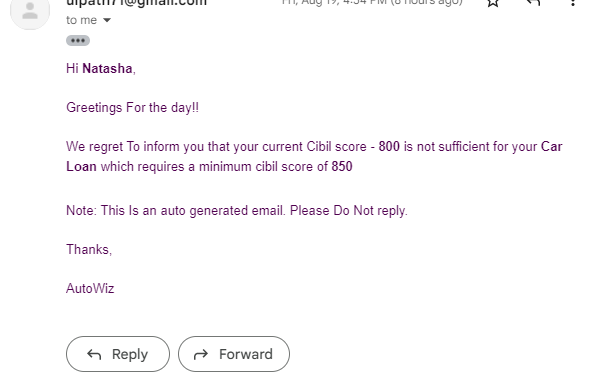 uipath71@gmail.com Fri, Aug 19, 4:54 PM (8 hours ago)
to me
Hi Natasha,
Greetings For the day!!
We regret To inform you that your current Cibil score - 800 is not sufficient for your Car
Loan which requires a minimum cibil score of 850
Note: This Is an auto generated email. Please Do Not reply.
Thanks,
AutoWiz
Reply Forward